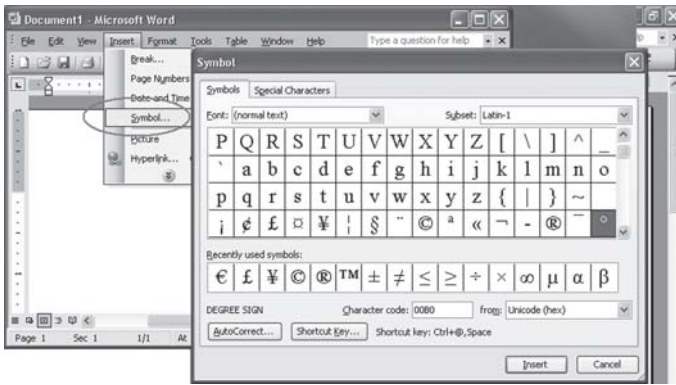 Document1 - Microsoft Word
File Edit View Insert Format Tools Table Window Help Type a question for help
Break...
Page Numbers
Date and Time
Symbol...
Picture
Hyperlink...
Symbol
Symbols Special Characters
Font: (normal text) Subset: Latin-1
P Q R S T U V W X Y Z [ \ ] ^ _
` a b c d e f g h i j k l m n o
p q r s t u v w x y z { | } ~
¡ ¢ £ ¤ ¥ ¦ § ¨ © ª « ¬ - ® ¯ °
Recently used symbols:
€ £ ¥ © ® ™ ± ≠ ≤ ≥ ÷ × ∞ µ α β
DEGREE SIGN Character code: 00B0 from: Unicode (hex)
AutoCorrect... Shortcut Key... Shortcut key: Ctrl+@,Space
Page 1 Sec 1 1/1 At
Insert Cancel